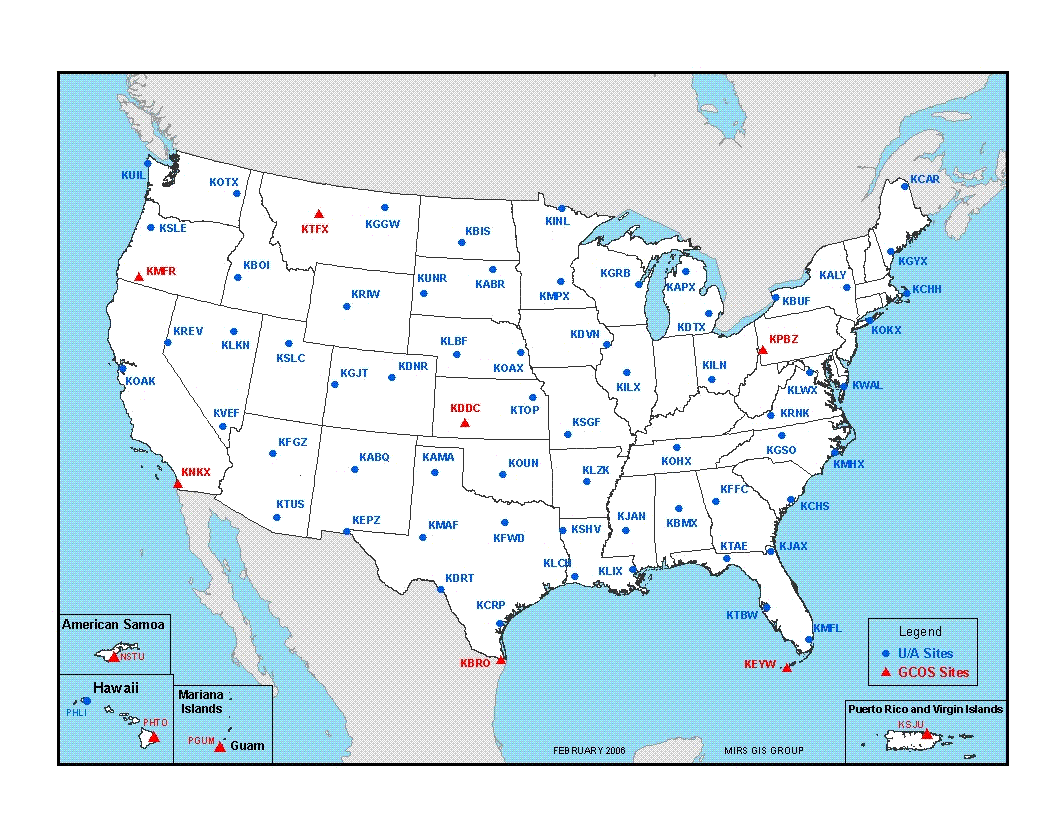 KUIL
KOTX
KCAR
KTFX
KGGW
KINL
KSLE
KBIS
KGYX
KMFR
KBOI
KUNR
KABR
KGRB
KAPX
KALY
KCHH
KRIW
KMPX
KBUF
KREV
KLKN
KSLC
KLBF
KDVN
KDTX
KOKX
KPBZ
KOAK
KGJT
KDNR
KOAX
KILX
KILN
KLWX
KWAL
KVEF
KDDC
KTOP
KSGF
KRNK
KFGZ
KABQ
KAMA
KOUN
KLZK
KOHX
KGSO
KMHX
KNKX
KTUS
KEPZ
KMAF
KFWD
KSHV
KJAN
KBMX
KFFC
KCHS
KLCH
KLIX
4
KTAE
KJAX
KDRT
KCRP
KTBW
KMFL
KBRO
KEYW
American Samoa
NSTU
Hawaii
PHLI
PHTO
Mariana
Islands
PGUM
Guam
Legend
U/A Sites
GCOS Sites
Puerto Rico and Virgin Islands
KSJU
FEBRUARY 2006
MIRS GIS GROUP